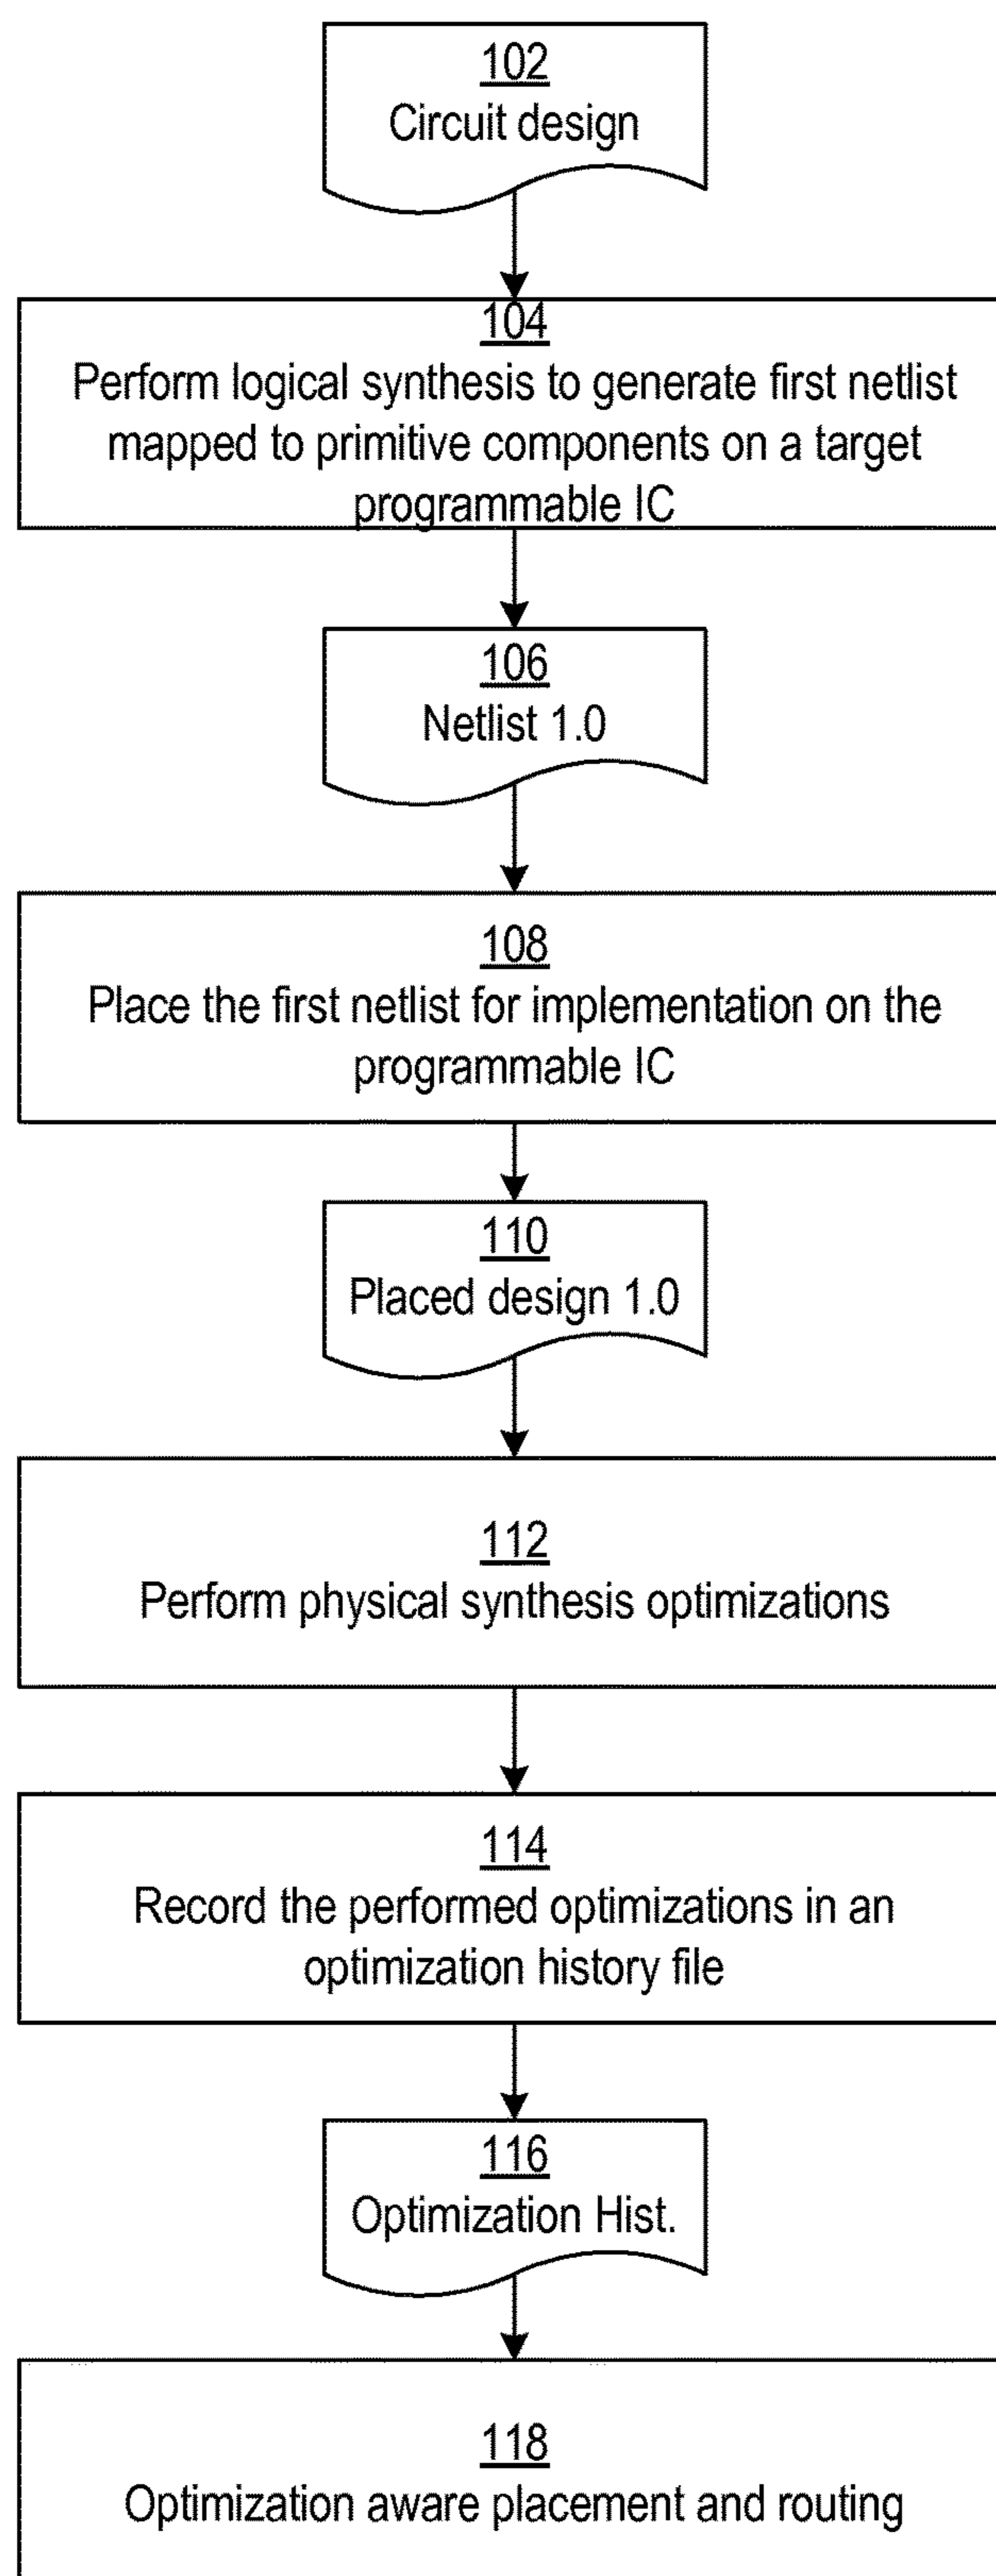 102
Circuit design
104
Perform logical synthesis to generate first netlist
mapped to primitive components on a target
programmable IC
106
Netlist 1.0
108
Place the first netlist for implementation on the
programmable IC
110
Placed design 1.0
112
Perform physical synthesis optimizations
114
Record the performed optimizations in an
optimization history file
116
Optimization Hist.
118
Optimization aware placement and routing